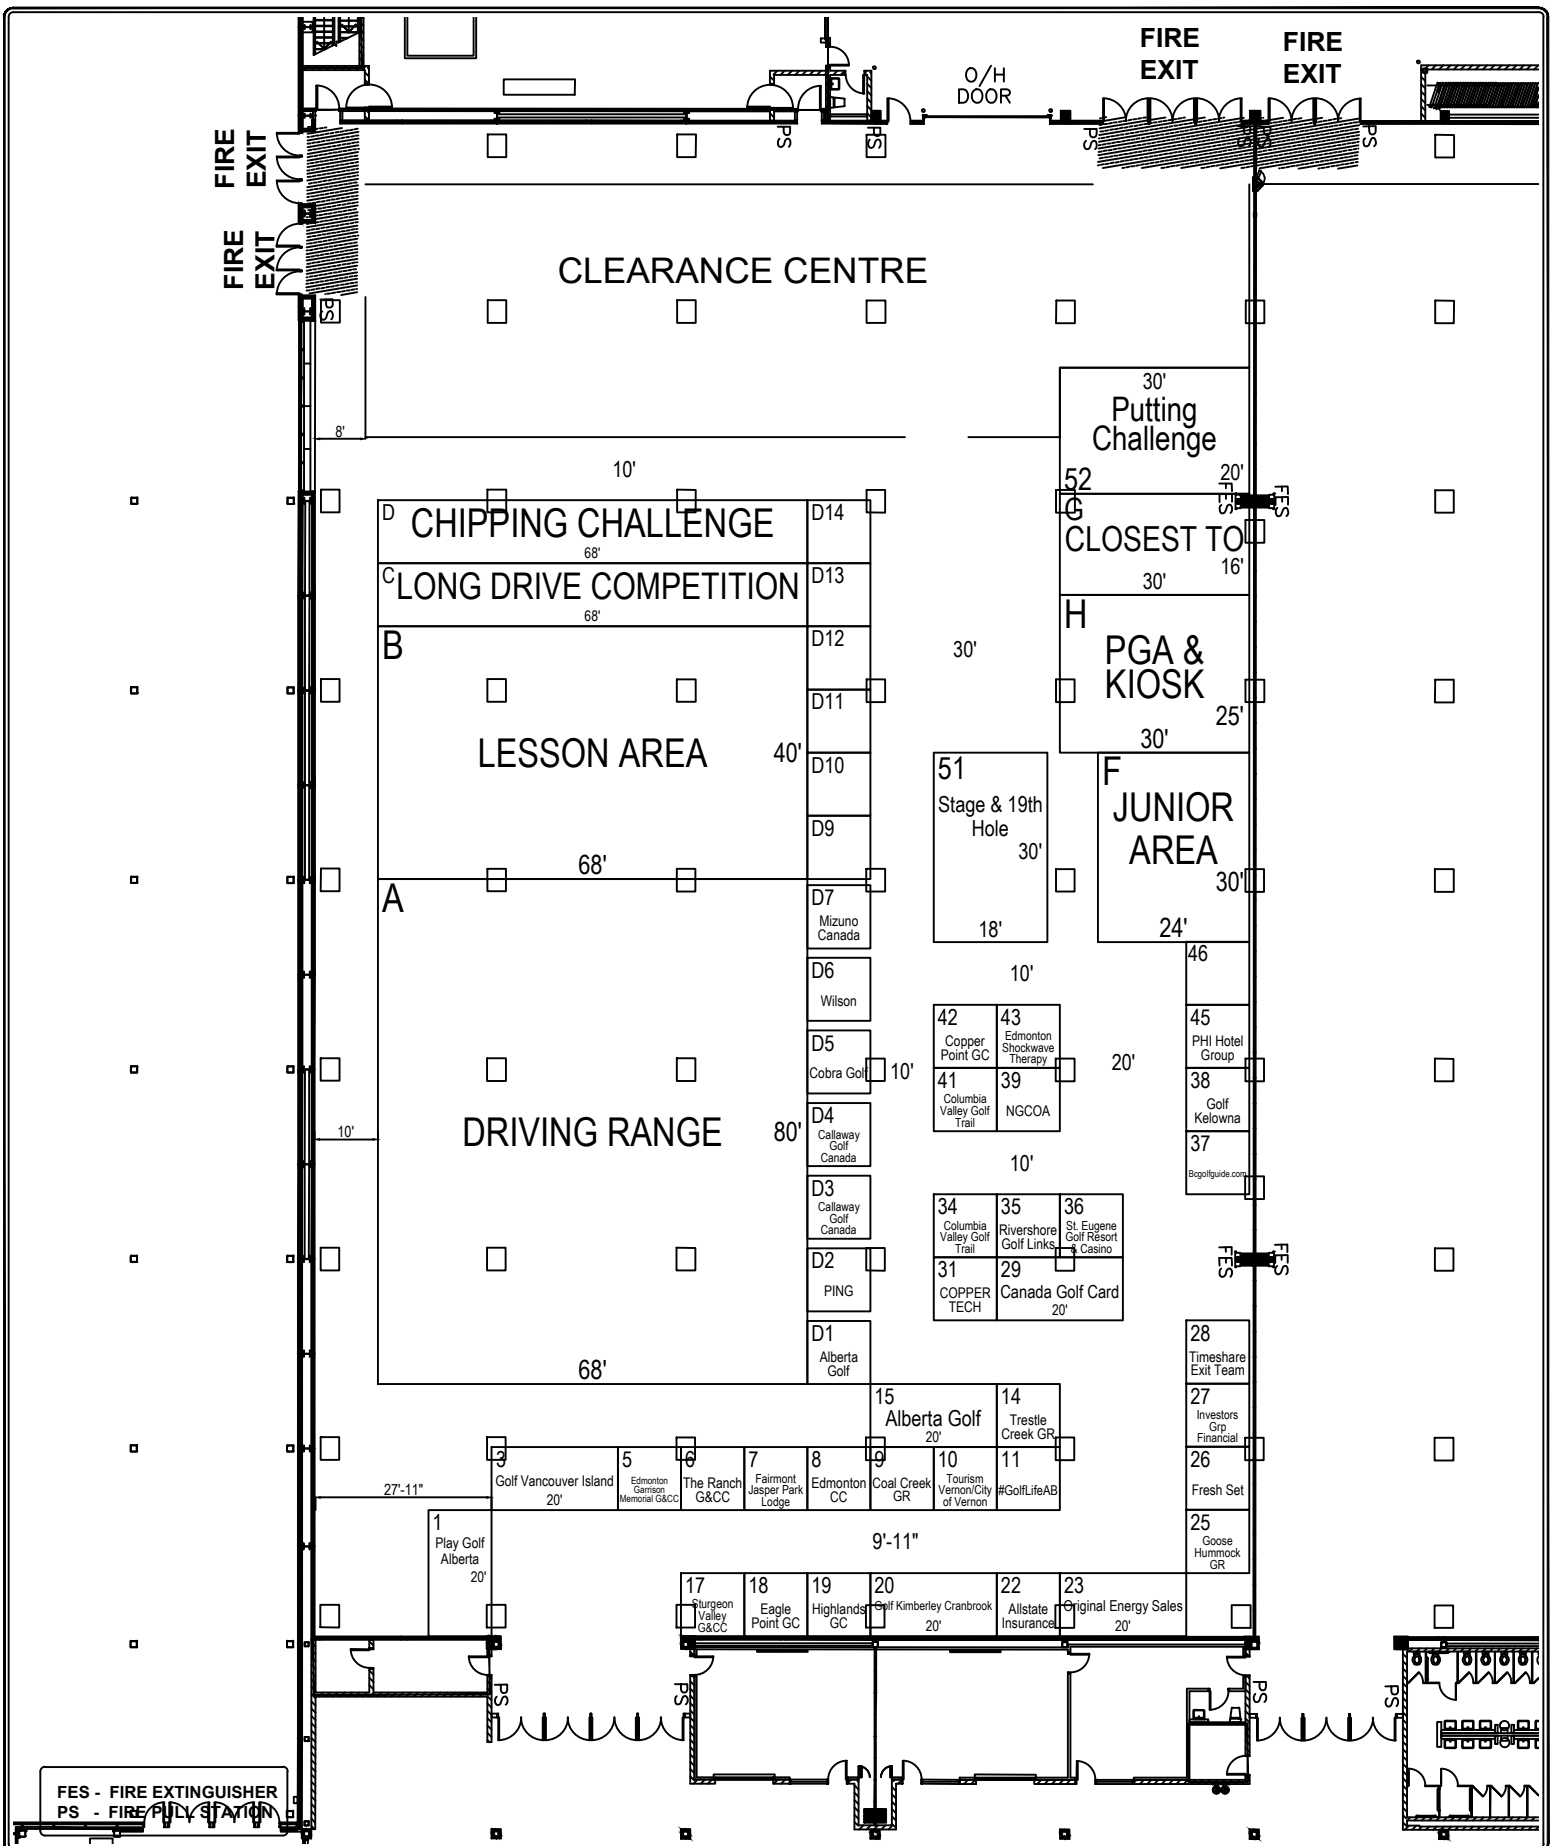 FIRE
EXIT
FIRE
EXIT
O/H
DOOR
PS
PS
PS
PS
PS
PS
FIRE
EXIT
FIRE
EXIT
PS
CLEARANCE CENTRE
8'
10'
30'
Putting
Challenge
52
20'
FES
FES
D
CHIPPING CHALLENGE
68'
D14
G
CLOSEST TO
16'
30'
C
LONG DRIVE COMPETITION
68'
D13
H
PGA &
KIOSK
25'
30'
B
LESSON AREA
40'
68'
D12
D11
D10
D9
30'
51
Stage & 19th
Hole
30'
18'
F
JUNIOR
AREA
30'
24'
A
DRIVING RANGE
80'
68'
10'
D7
Mizuno
Canada
D6
Wilson
D5
Cobra Golf
D4
Callaway
Golf
Canada
D3
Callaway
Golf
Canada
D2
PING
D1
Alberta
Golf
10'
10'
46
42
Copper
Point GC
43
Edmonton
Shockwave
Therapy
45
PHI Hotel
Group
41
Columbia
Valley Golf
Trail
39
NGCOA
20'
38
Golf
Kelowna
10'
37
Bcgolfguide.com
34
Columbia
Valley Golf
Trail
35
Rivershore
Golf Links
36
St. Eugene
Golf Resort
& Casino
31
COPPER
TECH
29
Canada Golf Card
20'
FES
FES
28
Timeshare
Exit Team
15
Alberta Golf
20'
14
Trestle
Creek GR
27
Investors
Grp
Financial
3
Golf Vancouver Island
20'
5
Edmonton
Garrison
Memorial G&CC
6
The Ranch
G&CC
7
Fairmont
Jasper Park
Lodge
8
Edmonton
CC
9
Coal Creek
GR
10
Tourism
Vernon/City
of Vernon
11
#GolfLifeAB
26
Fresh Set
27'-11"
1
Play Golf
Alberta
20'
9'-11"
25
Goose
Hummock
GR
17
Sturgeon
Valley
G&CC
18
Eagle
Point GC
19
Highlands
GC
20
Golf Kimberley Cranbrook
20'
22
Allstate
Insurance
23
Original Energy Sales
20'
PS
PS
PS
PS
FES - FIRE EXTINGUISHER
PS - FIRE PULL STATION